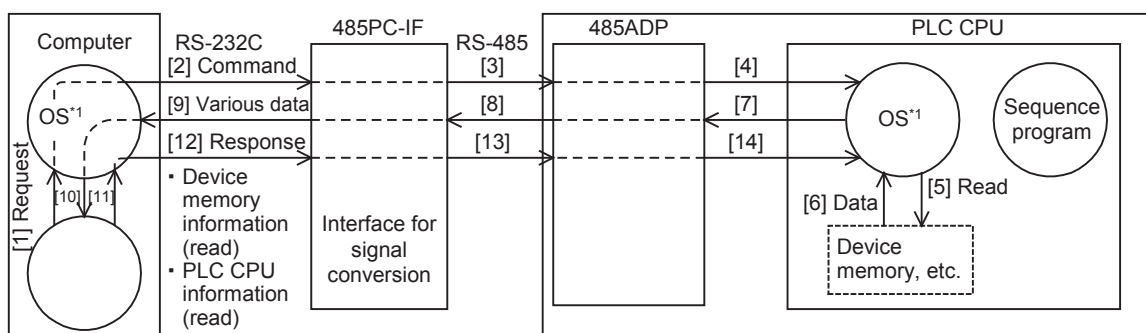 Computer
RS-232C
485PC-IF
RS-485
485ADP
PLC CPU
[2] Command
[3]
[4]
OS*1
[9] Various data
[8]
[7]
OS*1
Sequence
program
[12] Response
[13]
[14]
[1] Request
[10]
[11]
• Device
memory
information
(read)
• PLC CPU
information
(read)
Interface for
signal
conversion
[6] Data
[5] Read
Device
memory, etc.